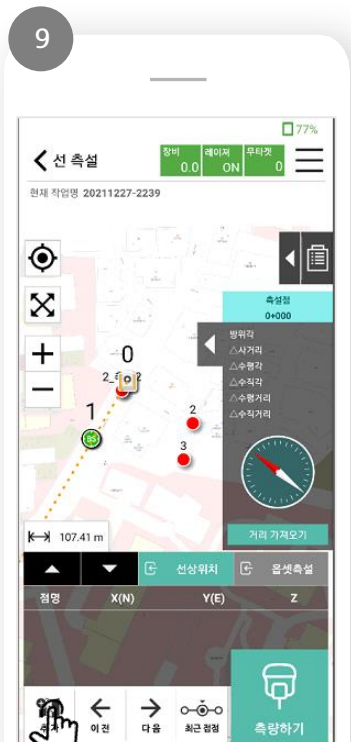 9
77%
선 측설
장비
0.0
레이저
ON
무타겟
0
현재 작업명 20211227-2239
측설점
0+000
방위각
△사거리
△수평각
△수직각
△수평거리
△수직거리
0
1
BS
2
3
거리 가져오기
107.41 m
선상위치
옵셋측설
점명
X(N)
Y(E)
Z
이전
다음
최근 접점
측량하기